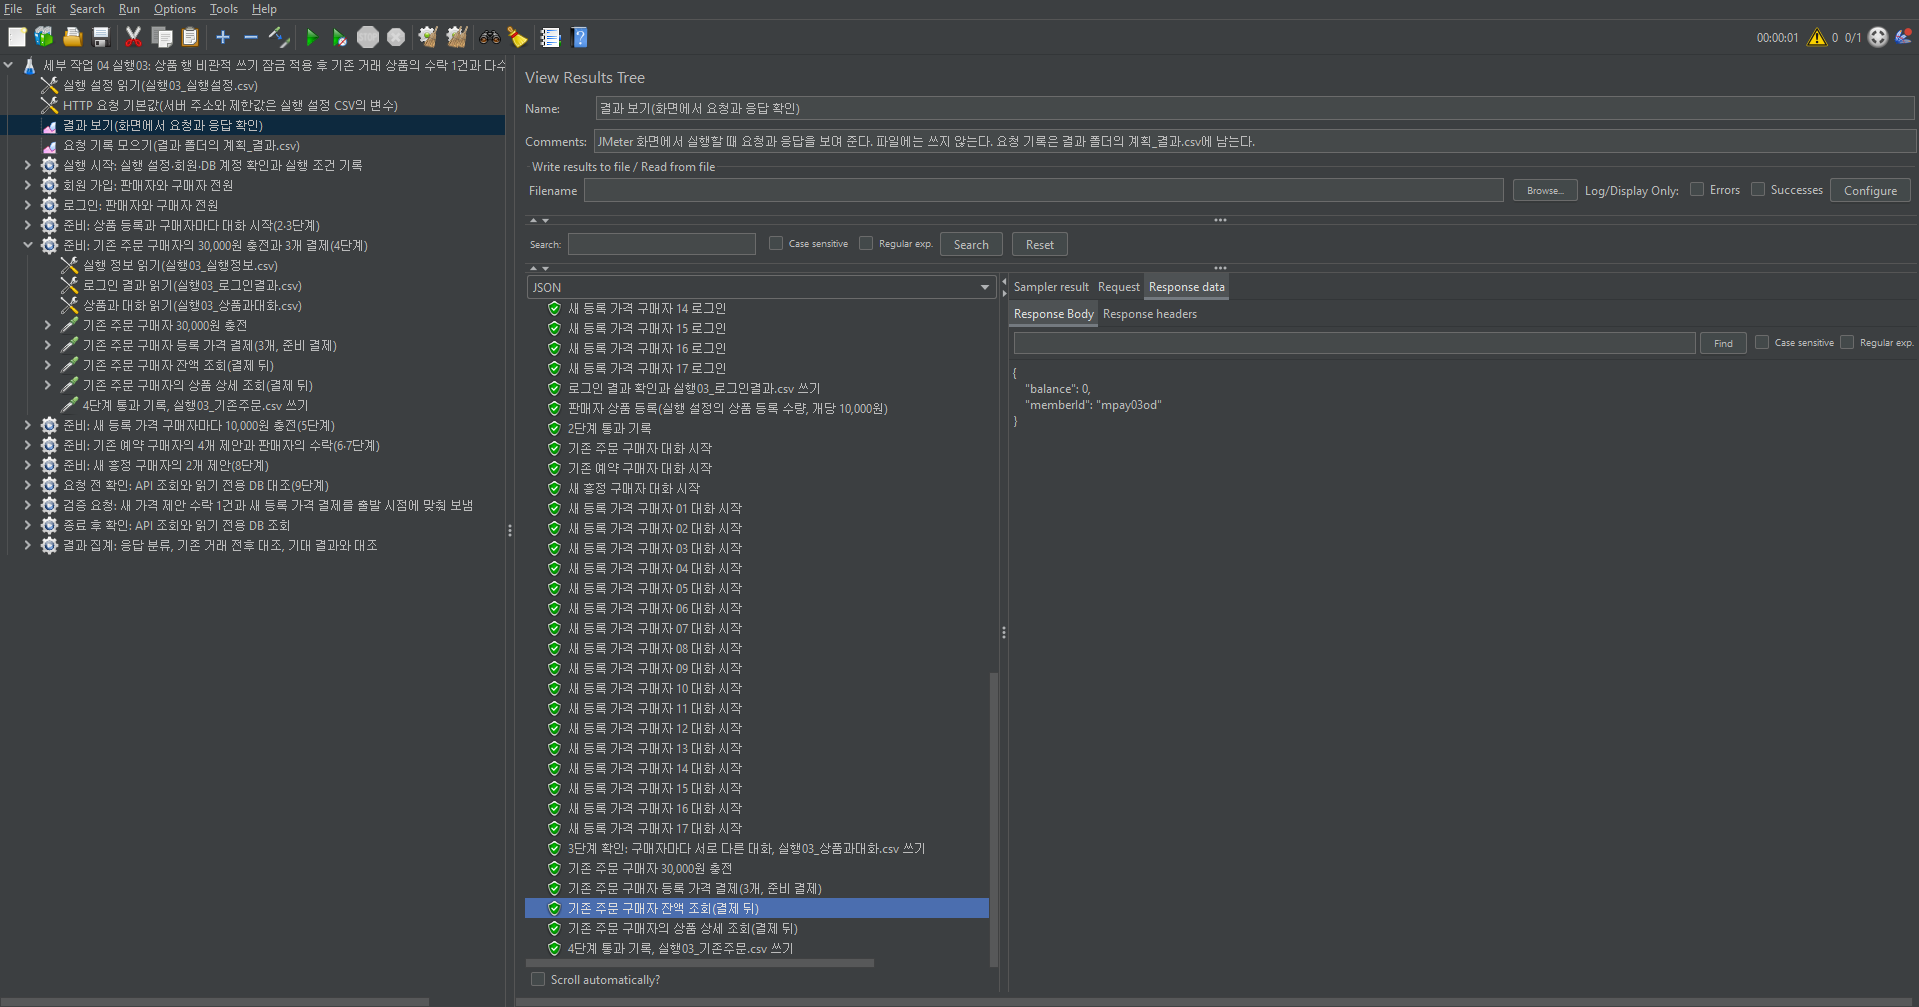 File Edit Search Run Options Tools Help
00:00:01 0 0/1
세부 작업 04 실행03: 상품 행 비관적 쓰기 잠금 적용 후 기존 거래 상품의 수락 1건과 다수
실행 설정 읽기(실행03_실행설정.csv)
HTTP 요청 기본값(서버 주소와 제한값은 실행 설정 CSV의 변수)
결과 보기(화면에서 요청과 응답 확인)
요청 기록 모으기(결과 폴더의 계획_결과.csv)
실행 시작: 실행 설정·회원·DB 계정 확인과 실행 조건 기록
회원 가입: 판매자와 구매자 전원
로그인: 판매자와 구매자 전원
준비: 상품 등록과 구매자마다 대화 시작(2·3단계)
준비: 기존 주문 구매자의 30,000원 충전과 3개 결제(4단계)
실행 정보 읽기(실행03_실행정보.csv)
로그인 결과 읽기(실행03_로그인결과.csv)
상품과 대화 읽기(실행03_상품과대화.csv)
기존 주문 구매자 30,000원 충전
기존 주문 구매자 등록 가격 결제(3개, 준비 결제)
기존 주문 구매자 잔액 조회(결제 뒤)
기존 주문 구매자의 상품 상세 조회(결제 뒤)
4단계 통과 기록, 실행03_기존주문.csv 쓰기
준비: 새 등록 가격 구매자마다 10,000원 충전(5단계)
준비: 기존 예약 구매자의 4개 제안과 판매자의 수락(6·7단계)
준비: 새 흥정 구매자의 2개 제안(8단계)
요청 전 확인: API 조회와 읽기 전용 DB 대조(9단계)
검증 요청: 새 가격 제안 수락 1건과 새 등록 가격 결제를 출발 시점에 맞춰 보냄
종료 후 확인: API 조회와 읽기 전용 DB 조회
결과 집계: 응답 분류, 기존 거래 전후 대조, 기대 결과와 대조
View Results Tree
Name: 결과 보기(화면에서 요청과 응답 확인)
Comments: JMeter 화면에서 실행할 때 요청과 응답을 보여 준다. 파일에는 쓰지 않는다. 요청 기록은 결과 폴더의 계획_결과.csv에 남는다.
Write results to file / Read from file
Filename Browse... Log/Display Only: Errors Successes Configure
Search: Case sensitive Regular exp. Search Reset
JSON
새 등록 가격 구매자 14 로그인
새 등록 가격 구매자 15 로그인
새 등록 가격 구매자 16 로그인
새 등록 가격 구매자 17 로그인
로그인 결과 확인과 실행03_로그인결과.csv 쓰기
판매자 상품 등록(실행 설정의 상품 등록 수량, 개당 10,000원)
2단계 통과 기록
기존 주문 구매자 대화 시작
기존 예약 구매자 대화 시작
새 흥정 구매자 대화 시작
새 등록 가격 구매자 01 대화 시작
새 등록 가격 구매자 02 대화 시작
새 등록 가격 구매자 03 대화 시작
새 등록 가격 구매자 04 대화 시작
새 등록 가격 구매자 05 대화 시작
새 등록 가격 구매자 06 대화 시작
새 등록 가격 구매자 07 대화 시작
새 등록 가격 구매자 08 대화 시작
새 등록 가격 구매자 09 대화 시작
새 등록 가격 구매자 10 대화 시작
새 등록 가격 구매자 11 대화 시작
새 등록 가격 구매자 12 대화 시작
새 등록 가격 구매자 13 대화 시작
새 등록 가격 구매자 14 대화 시작
새 등록 가격 구매자 15 대화 시작
새 등록 가격 구매자 16 대화 시작
새 등록 가격 구매자 17 대화 시작
3단계 확인: 구매자마다 서로 다른 대화, 실행03_상품과대화.csv 쓰기
기존 주문 구매자 30,000원 충전
기존 주문 구매자 등록 가격 결제(3개, 준비 결제)
기존 주문 구매자 잔액 조회(결제 뒤)
기존 주문 구매자의 상품 상세 조회(결제 뒤)
4단계 통과 기록, 실행03_기존주문.csv 쓰기
Scroll automatically?
Sampler result Request Response data
Response Body Response headers
Find Case sensitive Regular exp.
{
"balance": 0,
"memberId": "mpay03od"
}